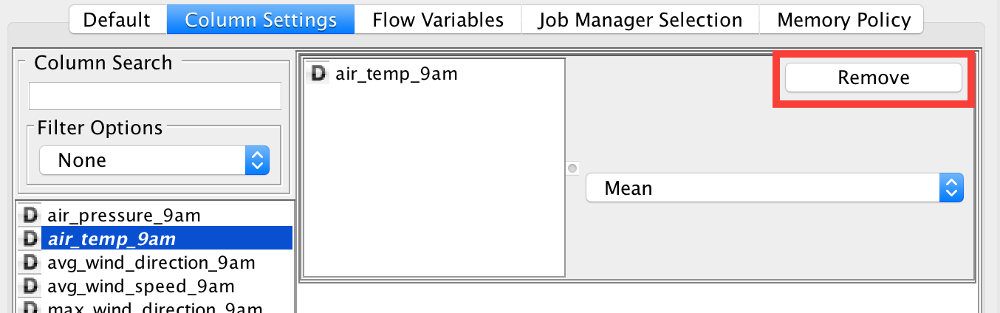 Default Column Settings Flow Variables Job Manager Selection Memory Policy
Column Search
Filter Options
None
D air_pressure_9am
D air_temp_9am
D avg_wind_direction_9am
D avg_wind_speed_9am
D max_wind_direction_9am
D air_temp_9am
Remove
Mean